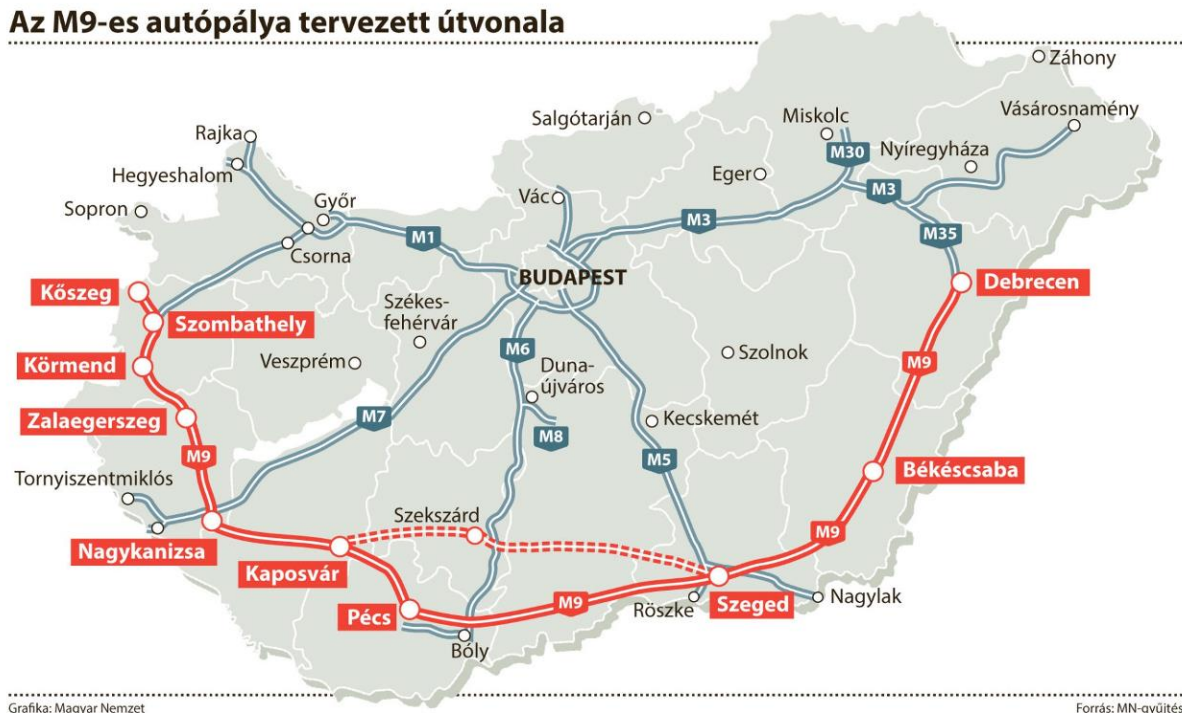 Az M9-es autópálya tervezett útvonala
Záhony
Vásárosnamény
Salgótarján
Miskolc
Rajka
M30
Nyíregyháza
Hegyeshalom
Eger
M3
Sopron
Győr
Vác
M3
M35
Csorna
M1
BUDAPEST
Debrecen
Kőszeg
Székes-
fehérvár
Szombathely
M6
Szolnok
M9
Körmend
Veszprém
Duna-
újváros
Zalaegerszeg
M7
Kecskemét
M8
M9
M5
Békéscsaba
Tornyiszentmiklós
Szekszárd
M9
Nagykanizsa
Kaposvár
Pécs
M9
Szeged
Nagylak
Röszke
Bóly
Grafika: Magyar Nemzet
Forrás: MN-gyűjtés